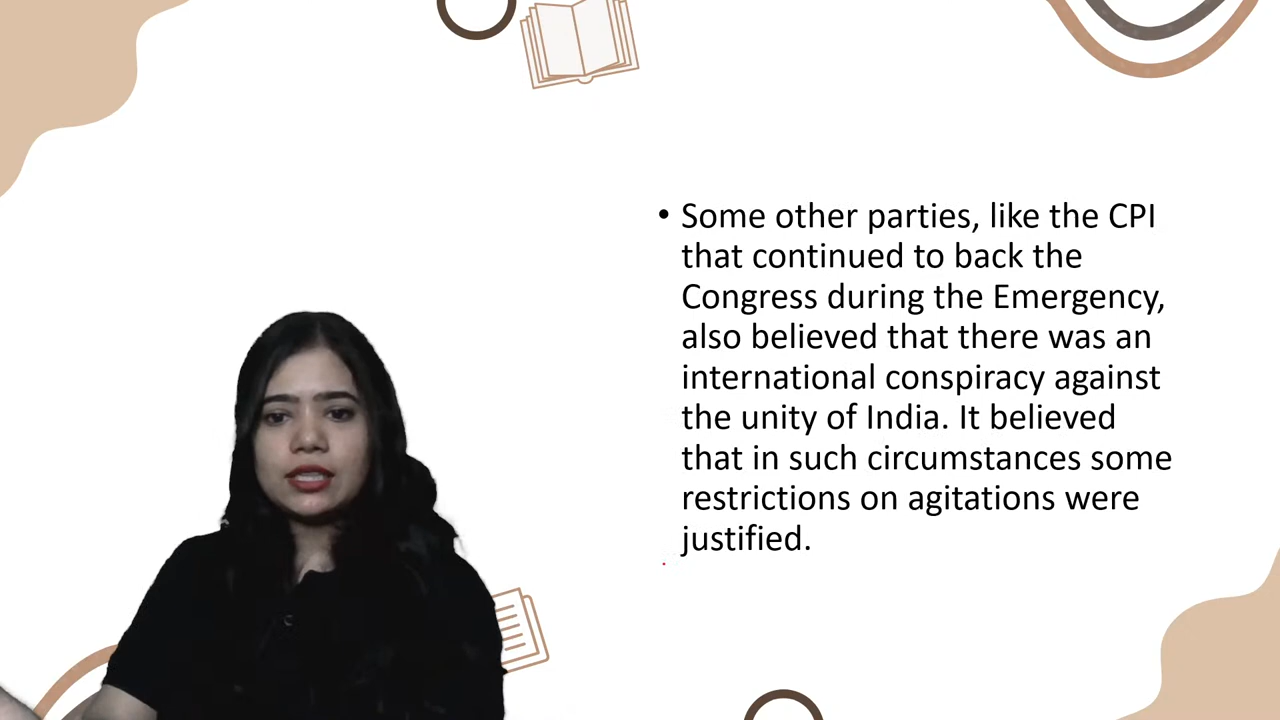 • Some other parties, like the CPI
that continued to back the
Congress during the Emergency,
also believed that there was an
international conspiracy against
the unity of India. It believed
that in such circumstances some
restrictions on agitations were
justified.